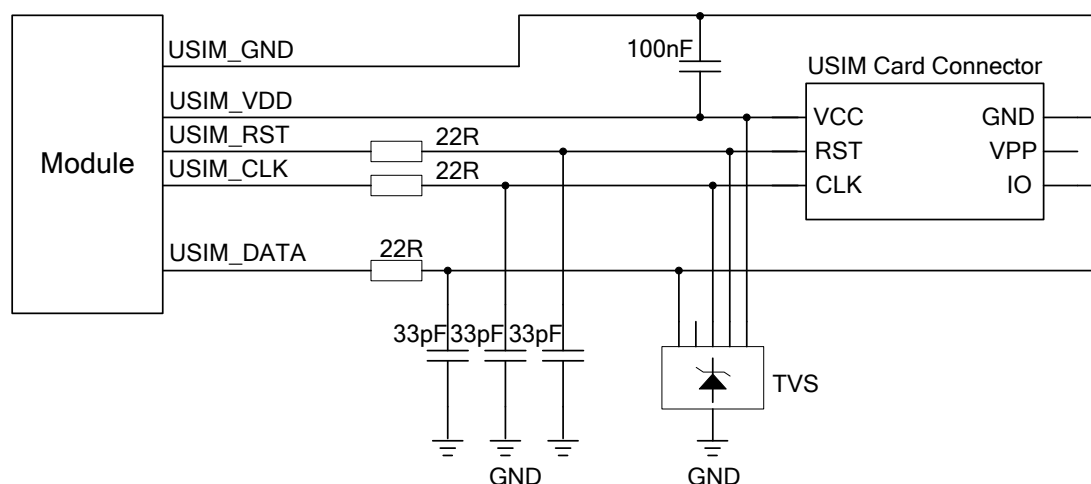 USIM_GND
100nF
USIM Card Connector
USIM_VDD
VCC
GND
USIM_RST
22R
RST
VPP
Module
USIM_CLK
22R
CLK
IO
USIM_DATA
22R
33pF
33pF
33pF
TVS
GND
GND